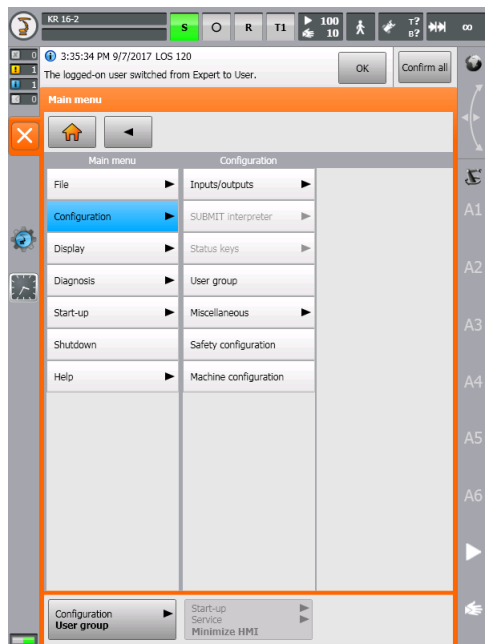 KR 16-2
S
O
R
T1
100
10
T?
B?
∞
0
1
1
0
3:35:34 PM 9/7/2017 LOS 120
The logged-on user switched from Expert to User.
OK
Confirm all
Main menu
Main menu
Configuration
File
Inputs/outputs
Configuration
SUBMIT interpreter
Display
Status keys
Diagnosis
User group
Start-up
Miscellaneous
Shutdown
Safety configuration
Help
Machine configuration
A1
A2
A3
A4
A5
A6
Configuration
User group
Start-up
Service
Minimize HMI